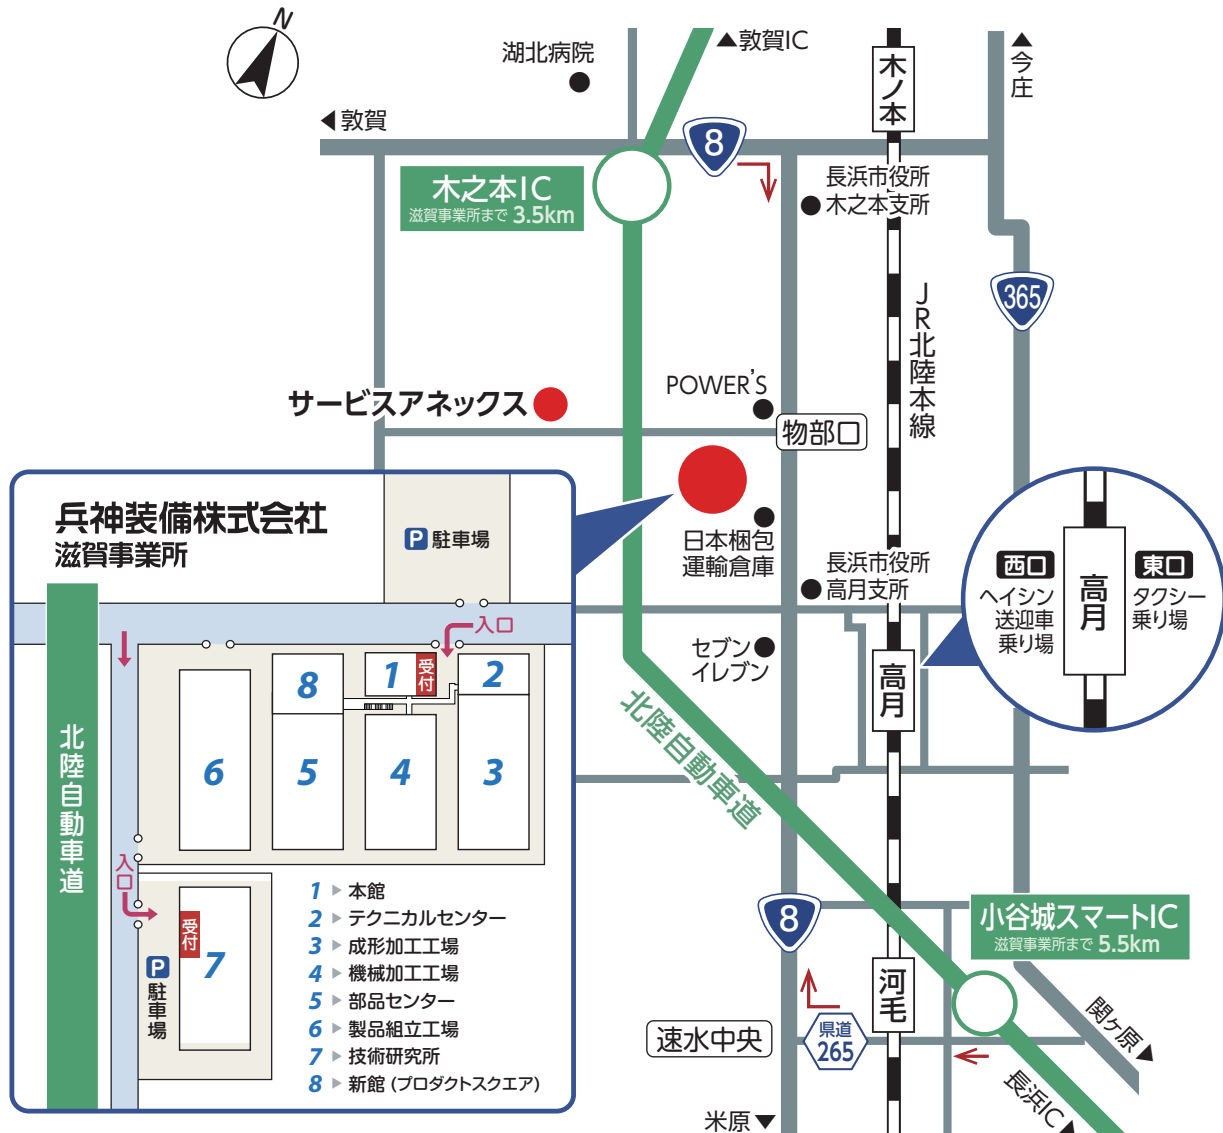 N
湖北病院
▲敦賀IC
◀敦賀
木ノ本
▲今庄
8
木之本IC
滋賀事業所まで 3.5km
長浜市役所
木之本支所
365
JR北陸本線
サービスアネックス
POWER'S
物部口
日本梱包
運輸倉庫
長浜市役所
高月支所
セブン
イレブン
高月
西口
ヘイシン
送迎車
乗り場
高月
東口
タクシー
乗り場
北陸自動車道
兵神装備株式会社
滋賀事業所
P 駐車場
入口
受付
1
2
8
6
5
4
3
北陸自動車道
入口
受付
7
P
駐車場
1 ▶ 本館
2 ▶ テクニカルセンター
3 ▶ 成形加工工場
4 ▶ 機械加工工場
5 ▶ 部品センター
6 ▶ 製品組立工場
7 ▶ 技術研究所
8 ▶ 新館 (プロダクトスクエア)
8
小谷城スマートIC
滋賀事業所まで 5.5km
河毛
速水中央
県道
265
関ヶ原▶
長浜IC▶
米原▼